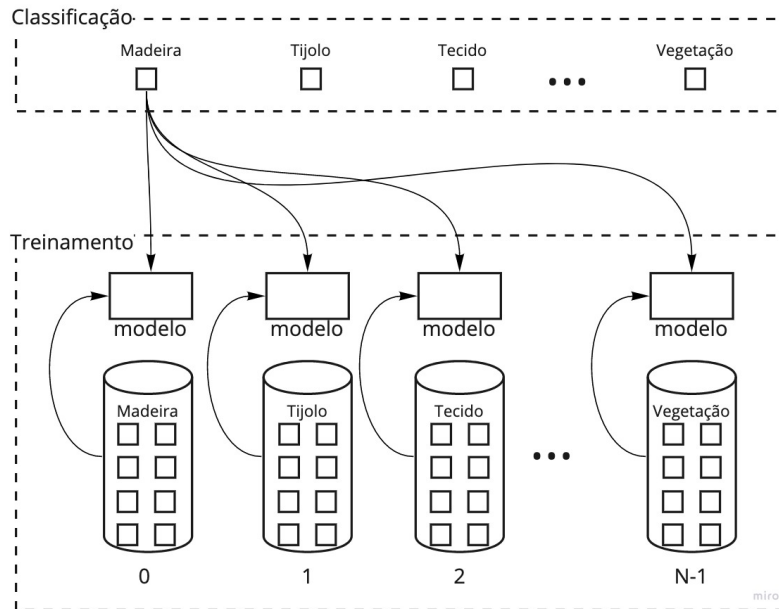 Classificação
Madeira Tijolo Tecido ... Vegetação
Treinamento
modelo modelo modelo modelo
Madeira Tijolo Tecido Vegetação
...
0 1 2 N-1
miro